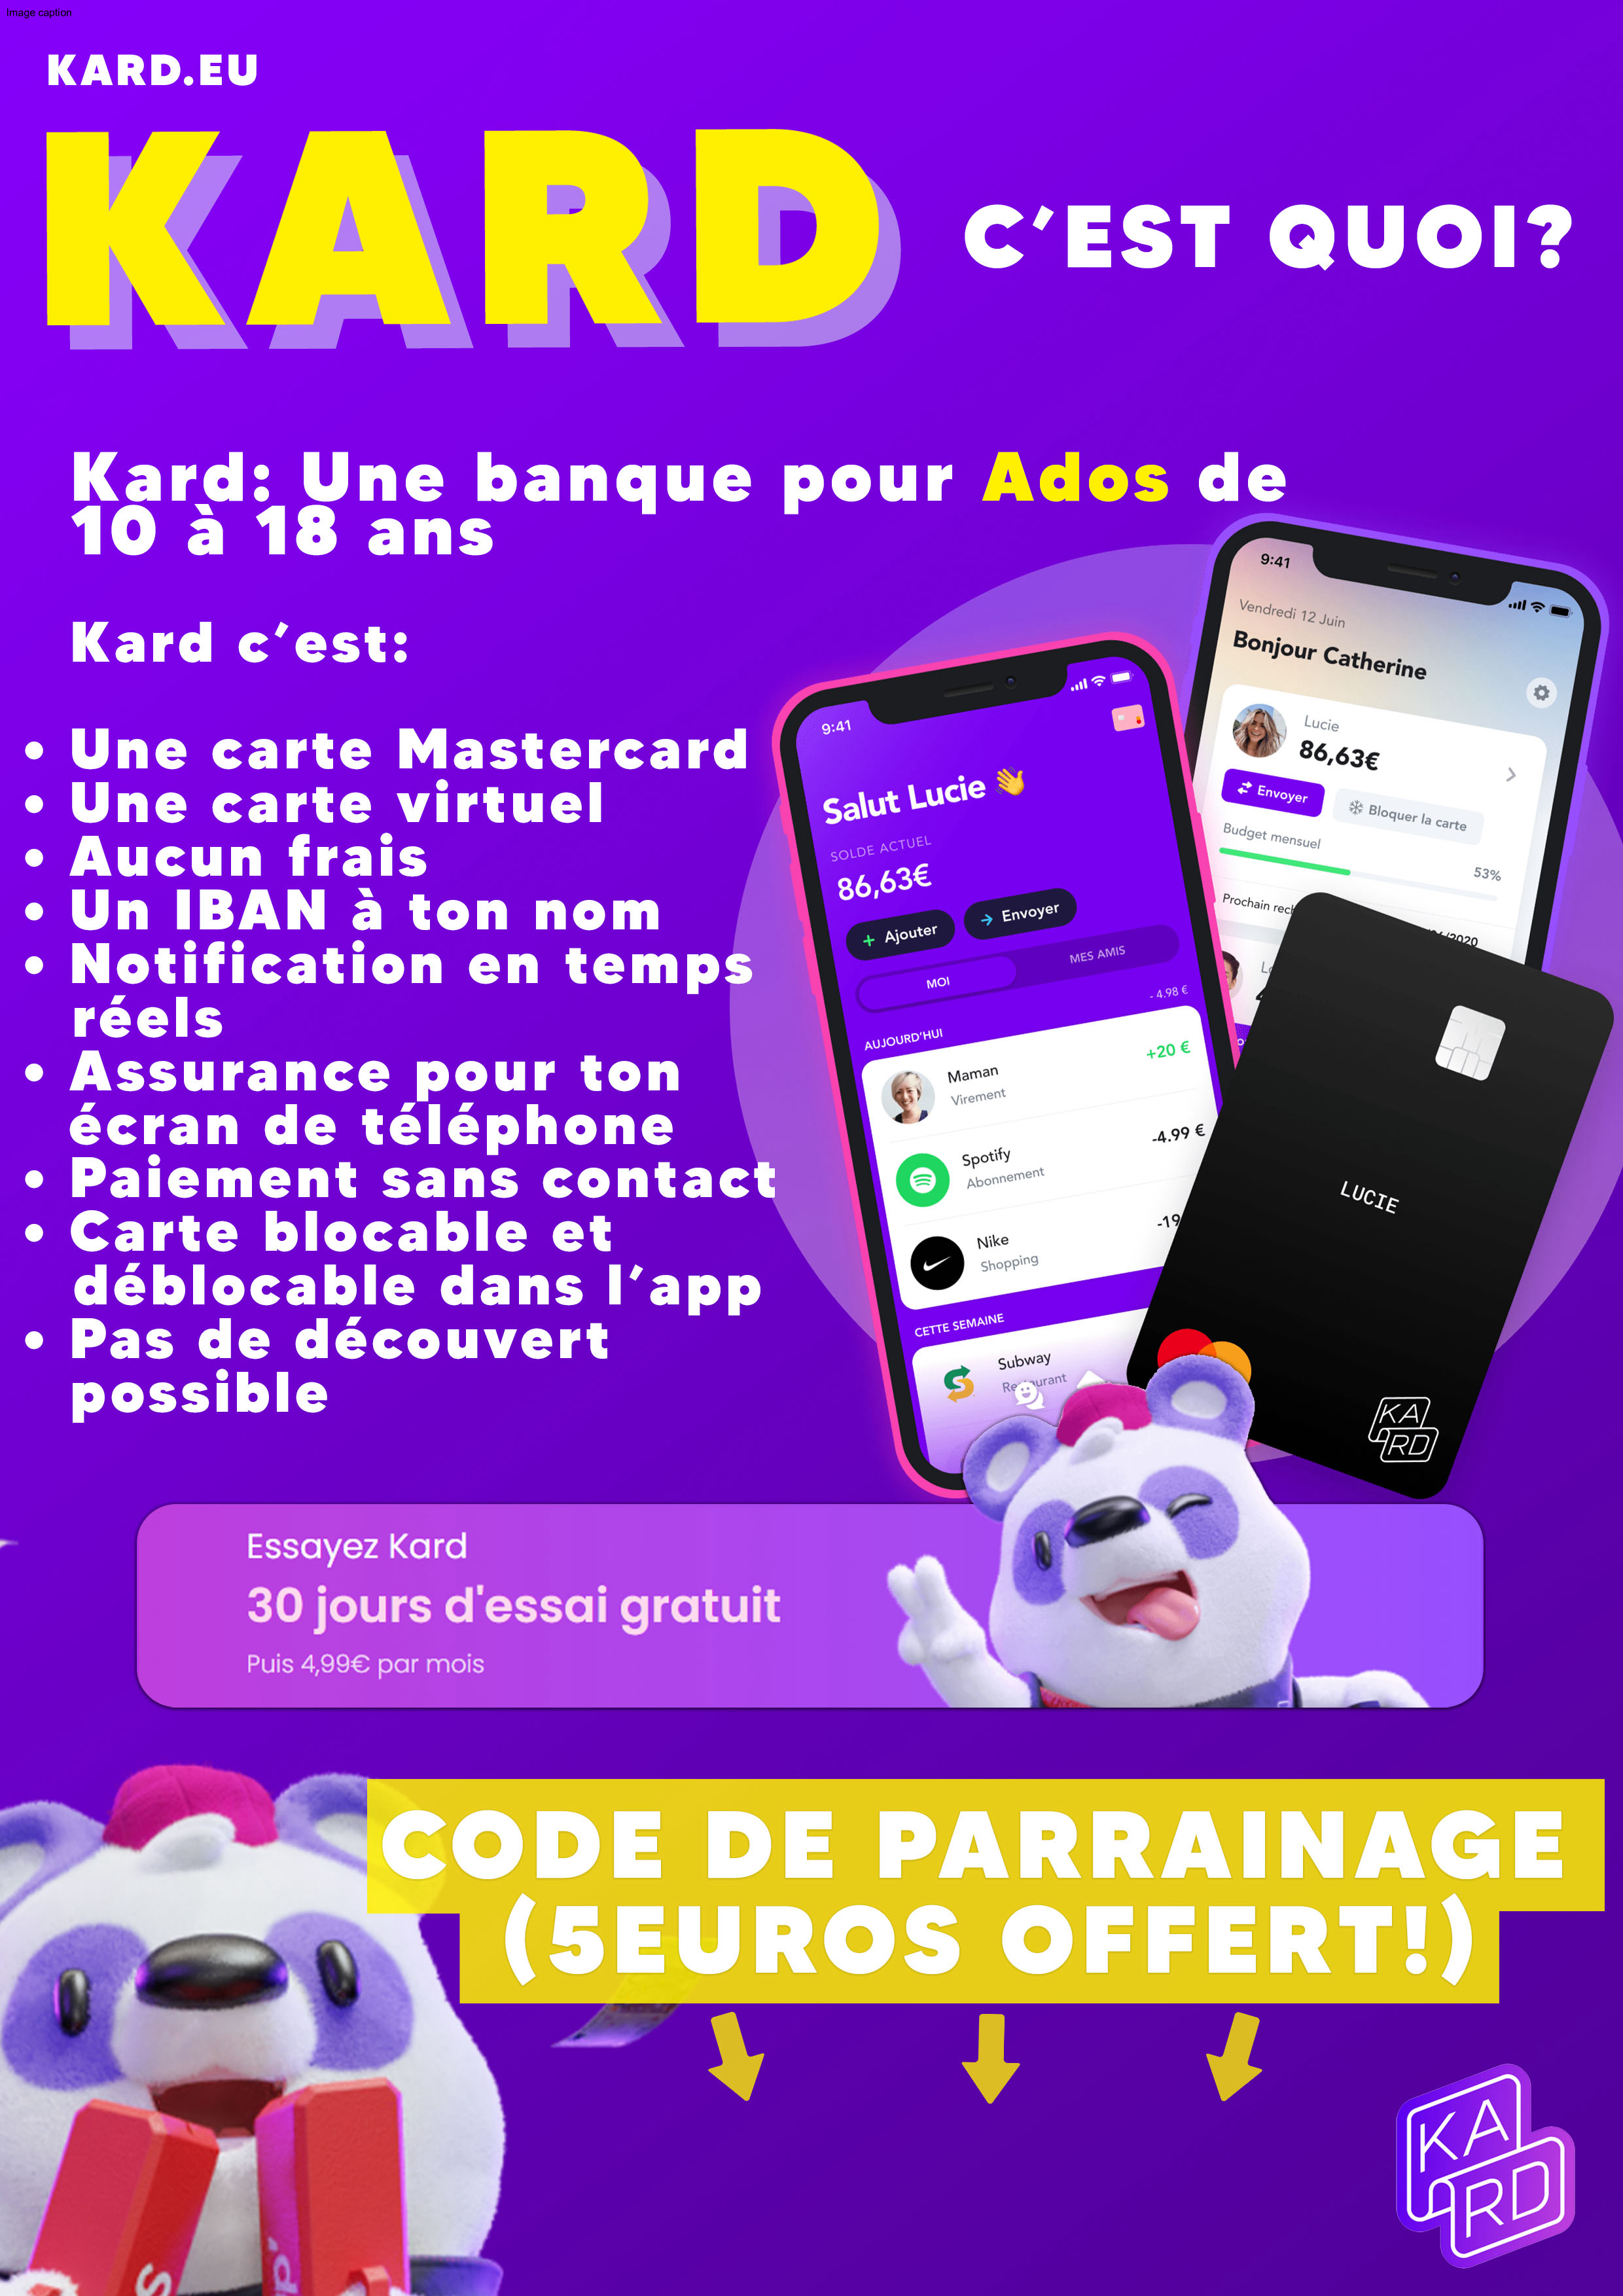 Image caption
KARD.EU
KARD
C'EST QUOI?
Kard: Une banque pour Ados de
10 à 18 ans
Kard c'est:
• Une carte Mastercard
• Une carte virtuel
• Aucun frais
• Un IBAN à ton nom
• Notification en temps
réels
• Assurance pour ton
écran de téléphone
• Paiement sans contact
• Carte blocable et
déblocable dans l'app
• Pas de découvert
possible
9:41
Vendredi 12 Juin
Bonjour Catherine
Lucie
86,63€
Envoyer
Bloquer la carte
Budget mensuel
53%
Prochain
/2020
9:41
Salut Lucie 👋
SOLDE ACTUEL
86,63€
+ Ajouter
Envoyer
MOI
MES AMIS
- 4.98 €
AUJOURD'HUI
Maman
+20 €
Virement
Spotify
-4.99 €
Abonnement
Nike
-19
Shopping
CETTE SEMAINE
Subway
LUCIE
KA
RD
Essayez Kard
30 jours d'essai gratuit
Puis 4,99€ par mois
CODE DE PARRAINAGE
(5EUROS OFFERT!)
KA
RD